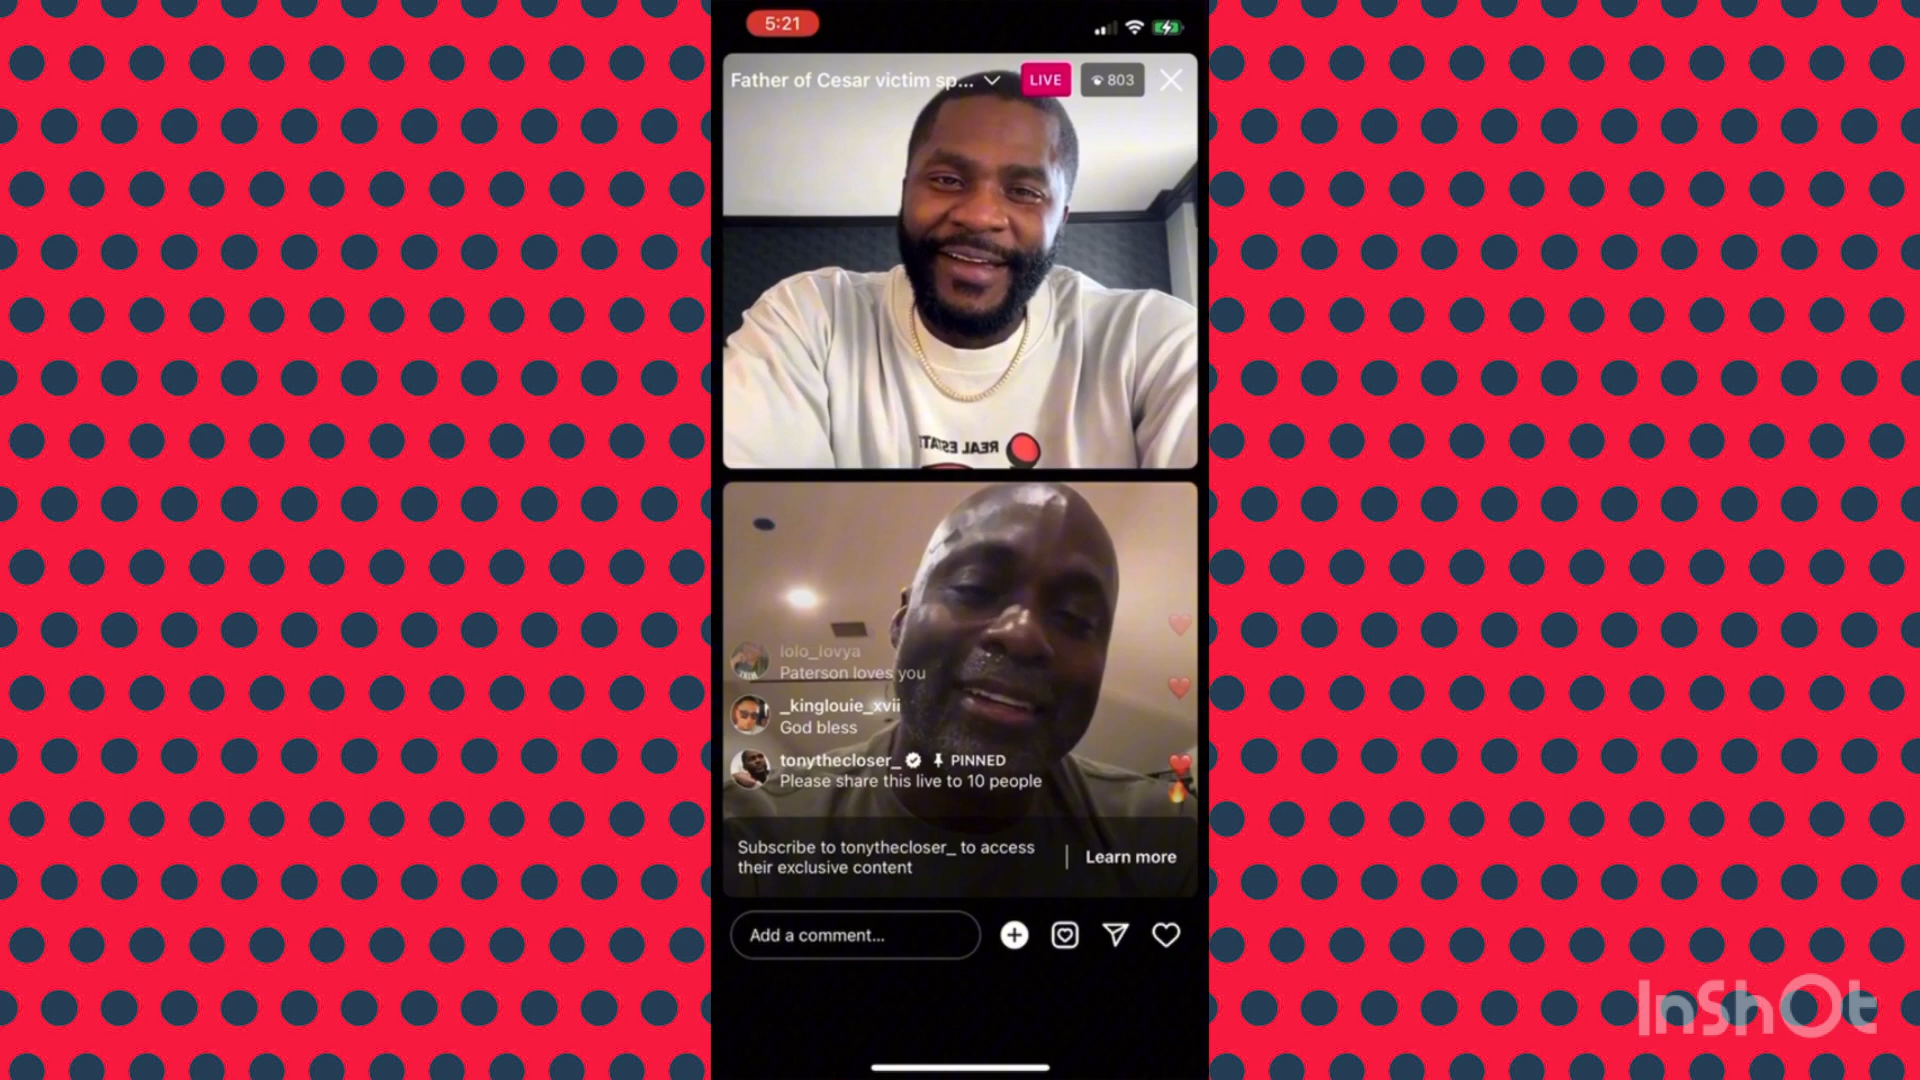 5:21
Father of Cesar victim sp...
LIVE
803
REAL ESTAT
lolo_lovya
Paterson loves you
_kinglouie_xvii
God bless
tonythecloser_ PINNED
Please share this live to 10 people
Subscribe to tonythecloser_ to access
their exclusive content
Learn more
Add a comment...
InShOt